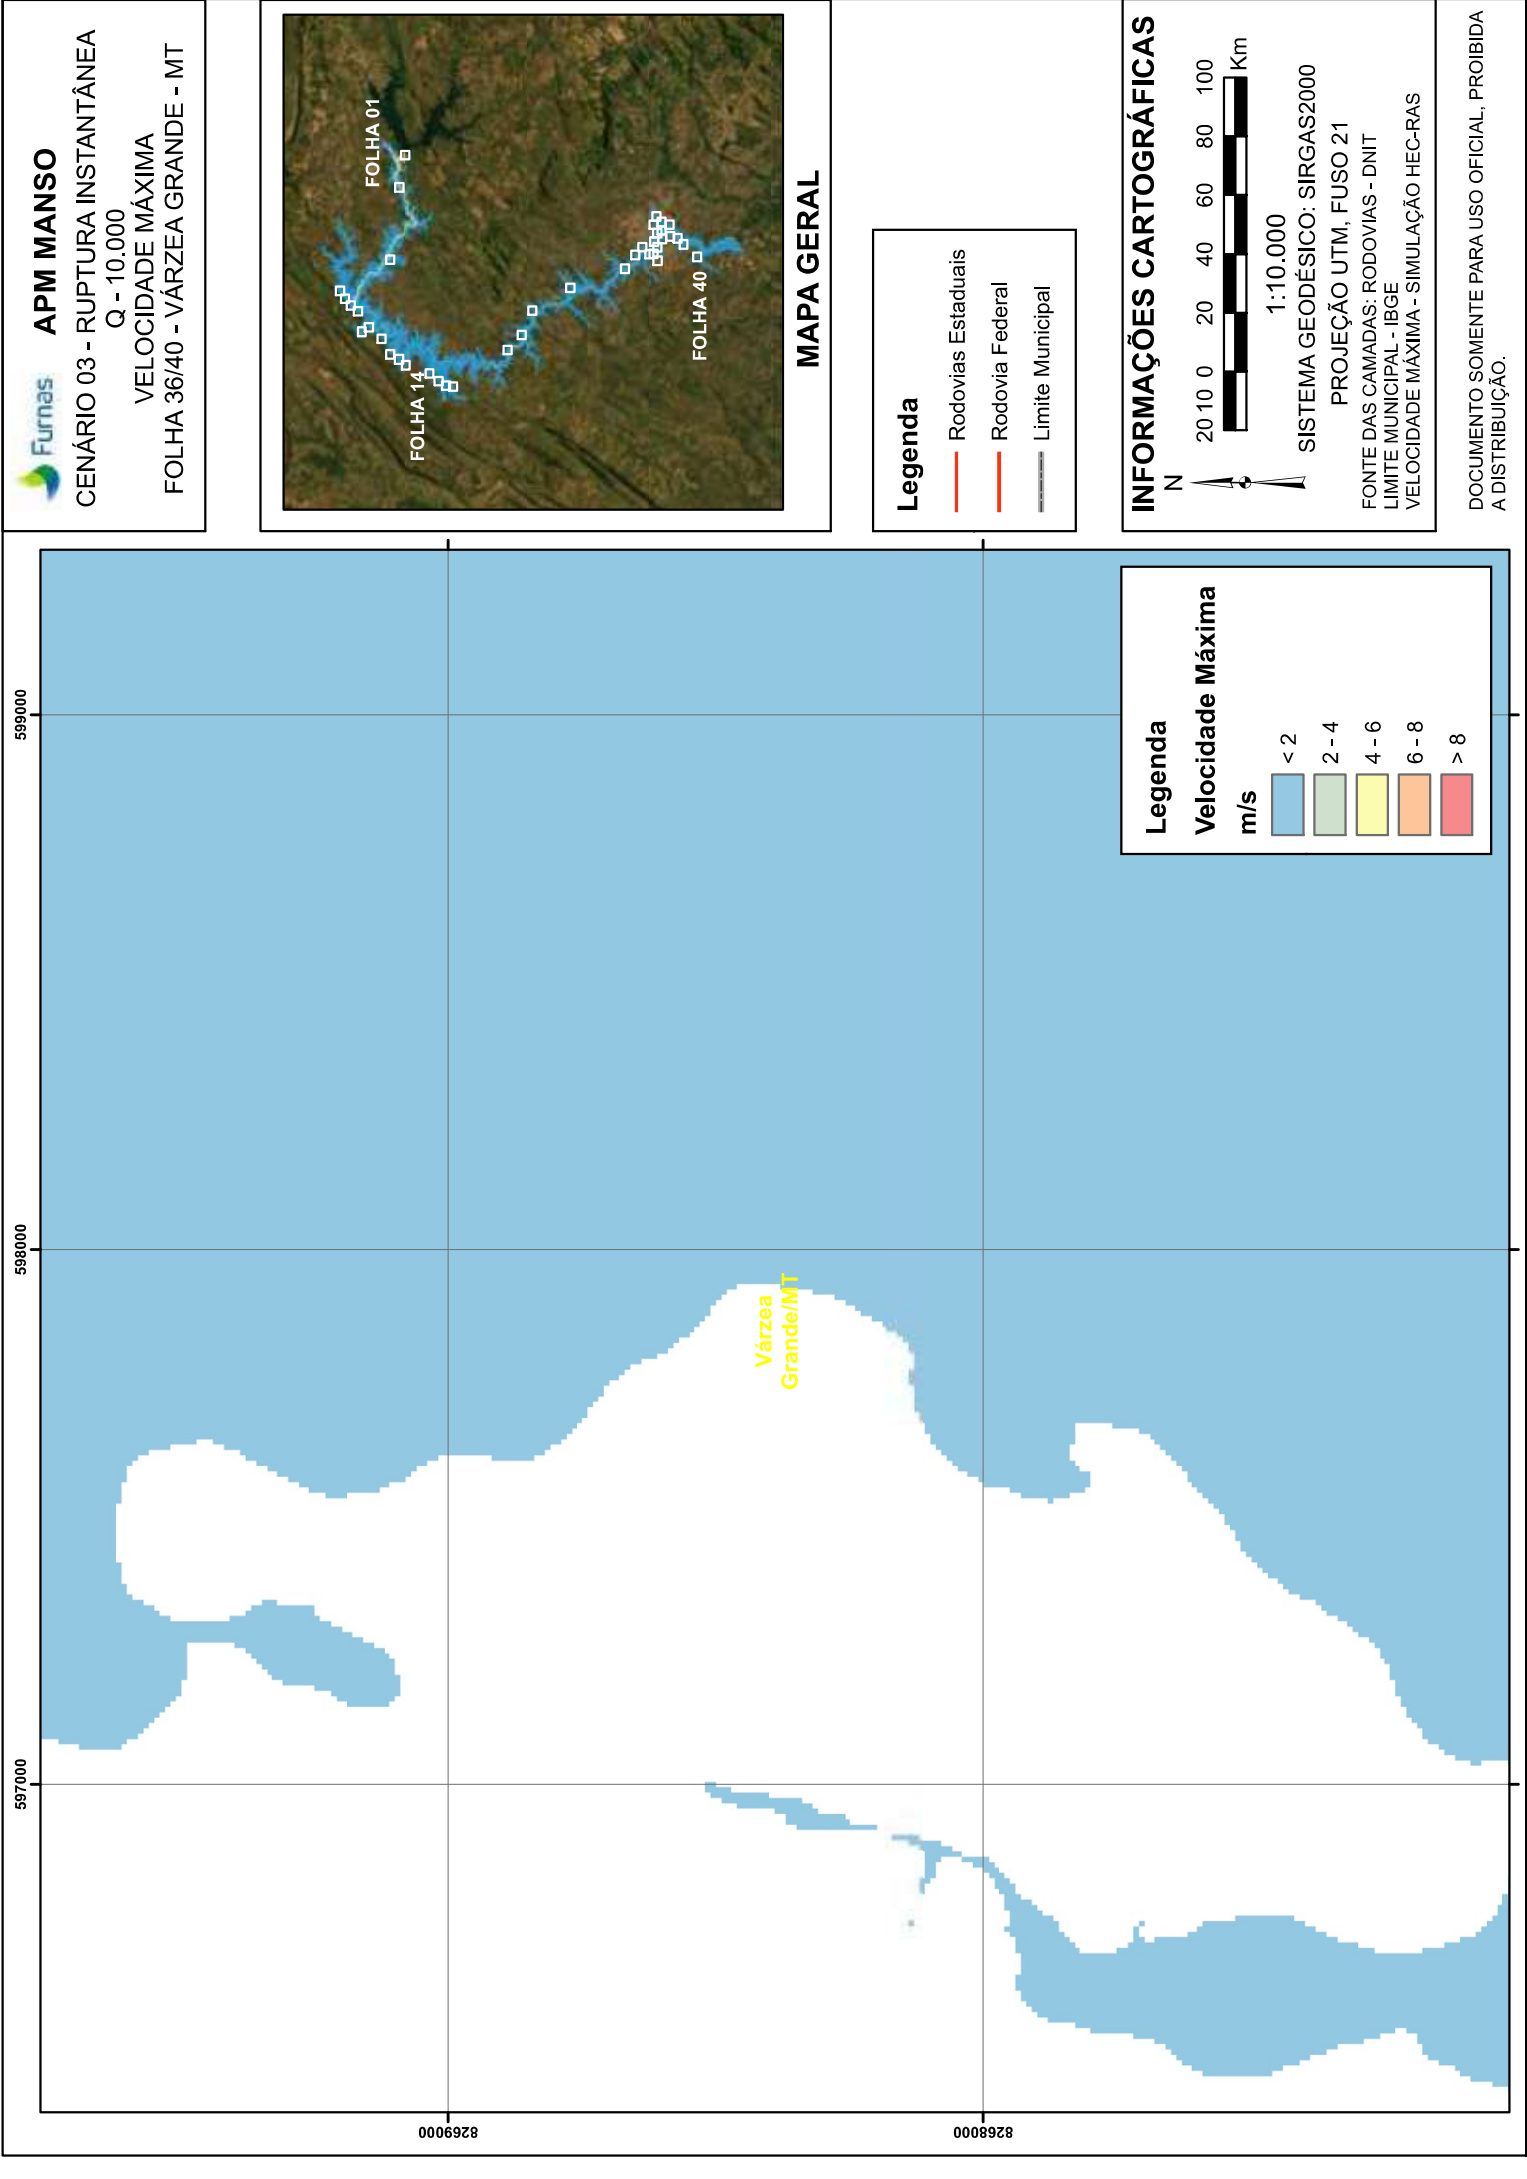 Furnas
APM MANSO
CENÁRIO 03 - RUPTURA INSTANTÂNEA
Q - 10.000
VELOCIDADE MÁXIMA
FOLHA 36/40 - VÁRZEA GRANDE - MT
FOLHA 01
FOLHA 14
FOLHA 40
MAPA GERAL
Legenda
Rodovias Estaduais
Rodovia Federal
Limite Municipal
INFORMAÇÕES CARTOGRÁFICAS
N
20 10 0 20 40 60 80 100
Km
1:10.000
SISTEMA GEODÉSICO: SIRGAS2000
PROJEÇÃO UTM, FUSO 21
FONTE DAS CAMADAS: RODOVIAS - DNIT
LIMITE MUNICIPAL - IBGE
VELOCIDADE MÁXIMA - SIMULAÇÃO HEC-RAS
DOCUMENTO SOMENTE PARA USO OFICIAL, PROIBIDA
A DISTRIBUIÇÃO.
597000
598000
599000
8269000
8268000
Várzea
Grande/MT
Legenda
Velocidade Máxima
m/s
< 2
2 - 4
4 - 6
6 - 8
> 8